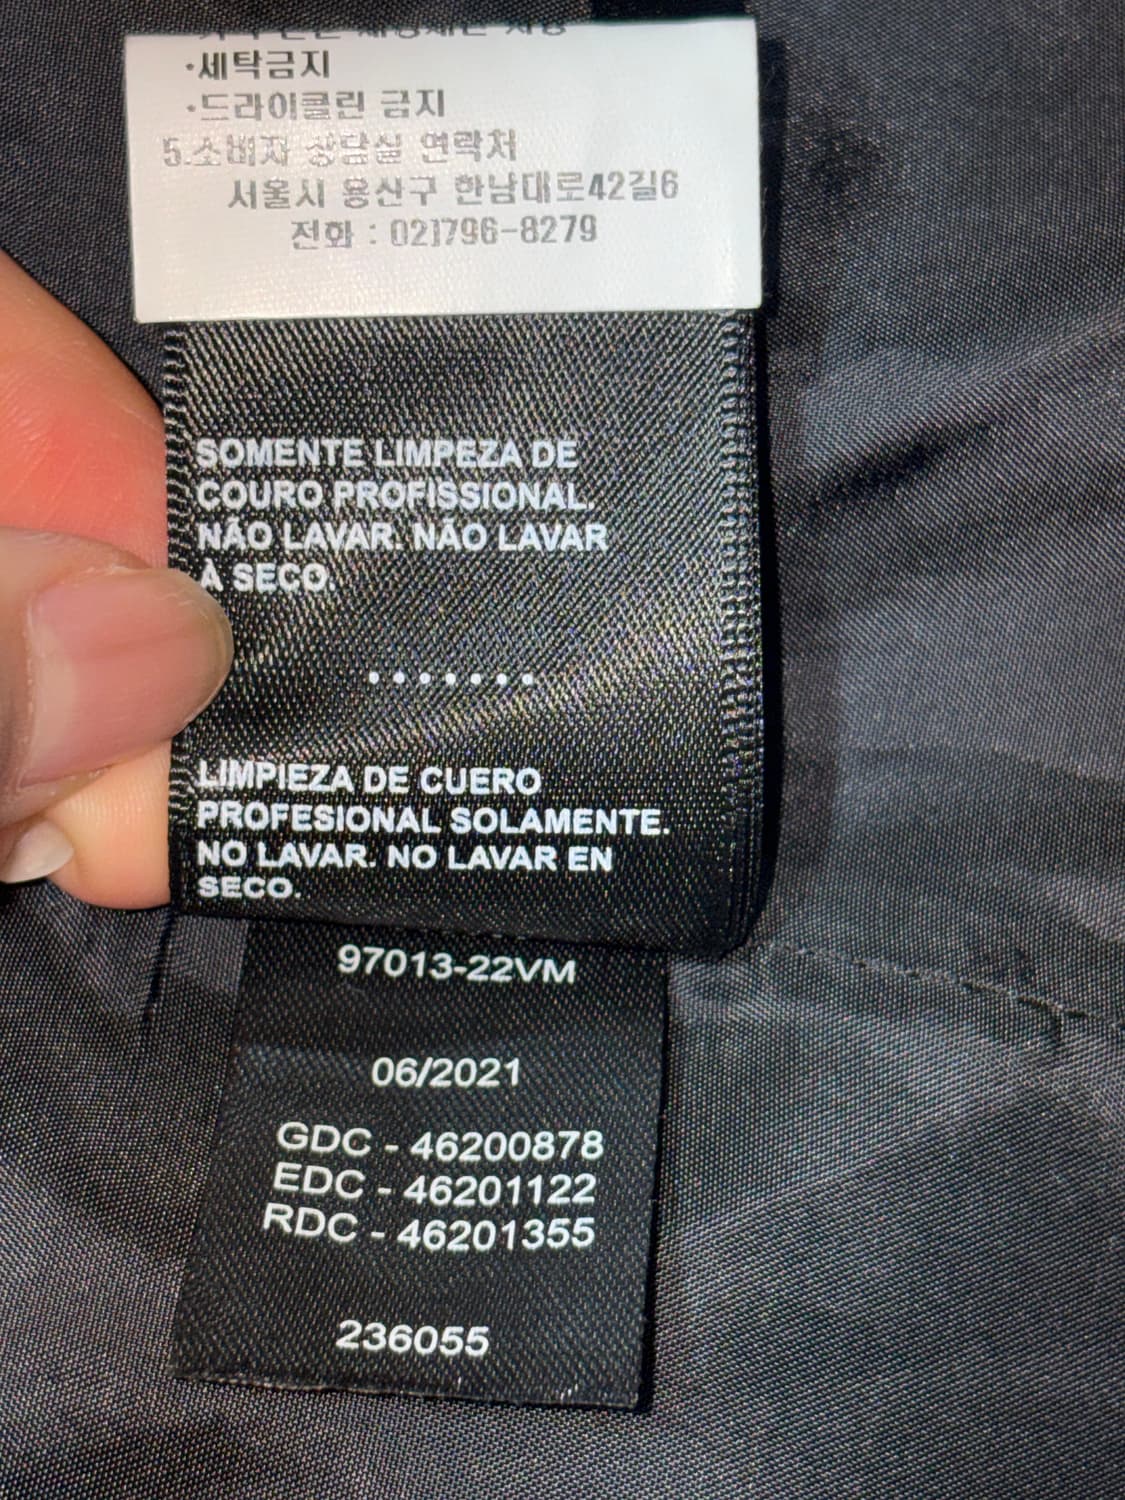 ·세탁금지
·드라이클린 금지
5.소비자 상담실 연락처
서울시 용산구 한남대로42길6
전화 : 02)796-8279
SOMENTE LIMPEZA DE
COURO PROFISSIONAL.
NÃO LAVAR. NÃO LAVAR
À SECO.
.......
LIMPIEZA DE CUERO
PROFESIONAL SOLAMENTE.
NO LAVAR. NO LAVAR EN
SECO.
97013-22VM
06/2021
GDC - 46200878
EDC - 46201122
RDC - 46201355
236055